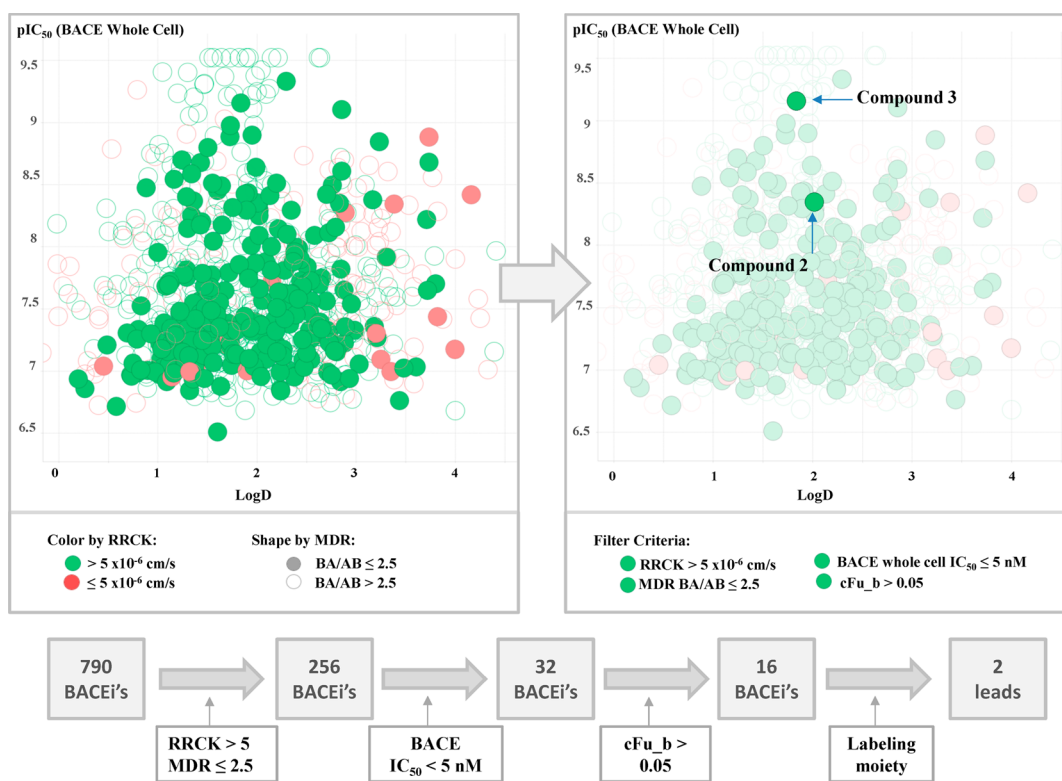 pIC50 (BACE Whole Cell)
9.5
9
8.5
8
7.5
7
6.5
0 1 2 3 4
LogD
Color by RRCK:
> 5 x10-6 cm/s
≤ 5 x10-6 cm/s
Shape by MDR:
BA/AB ≤ 2.5
BA/AB > 2.5
pIC50 (BACE Whole Cell)
9.5
9
8.5
8
7.5
7
6.5
0 1 2 3 4
LogD
Compound 3
Compound 2
Filter Criteria:
RRCK > 5 x10-6 cm/s
MDR BA/AB ≤ 2.5
BACE whole cell IC50 ≤ 5 nM
cFu_b > 0.05
790
BACEi's
256
BACEi's
32
BACEi's
16
BACEi's
2
leads
RRCK > 5
MDR ≤ 2.5
BACE
IC50 < 5 nM
cFu_b >
0.05
Labeling
moiety